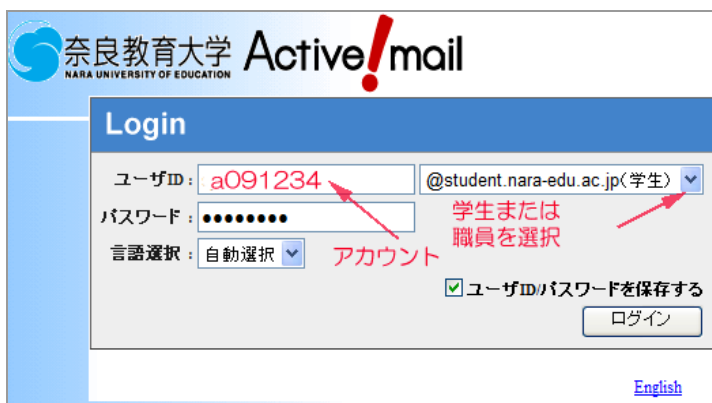 奈良教育大学 Active!mail
NARA UNIVERSITY OF EDUCATION
Login
ユーザID: a091234 @student.nara-edu.ac.jp(学生)
パスワード: ●●●●●●●●
学生または
職員を選択
言語選択: 自動選択
アカウント
ユーザID/パスワードを保存する
ログイン
English